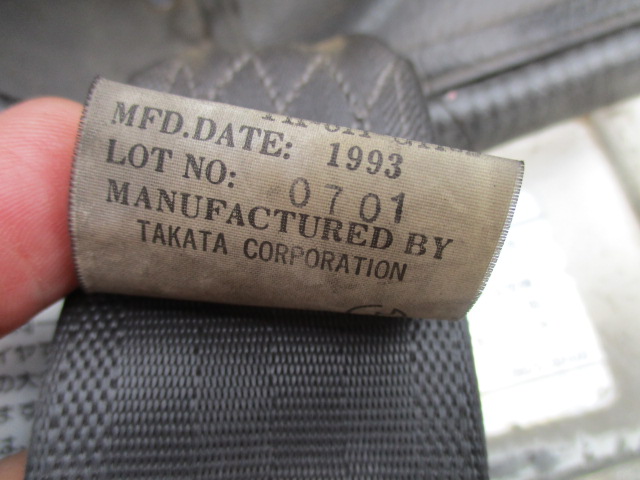 MFD.DATE: 1993
LOT NO: 0701
MANUFACTURED BY
TAKATA CORPORATION